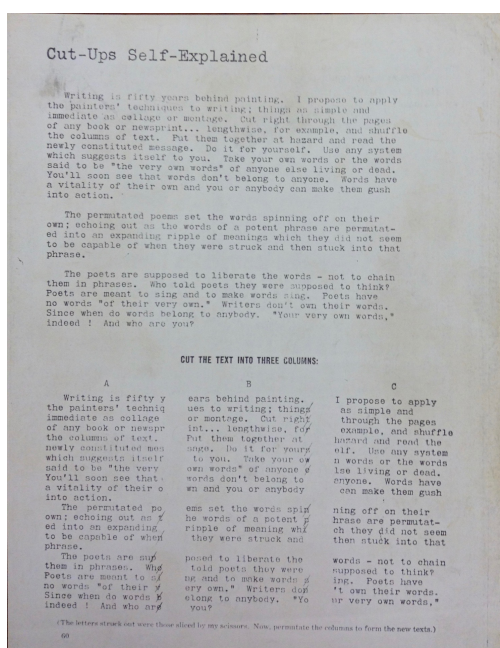 Cut-Ups Self-Explained
Writing is fifty years behind painting. I propose to apply
the painters' techniques to writing; things as simple and
immediate as collage or montage. Cut right through the pages
of any book or newsprint... lengthwise, for example, and shuffle
the columns of text. Put them together at hazard and read the
newly constituted message. Do it for yourself. Use any system
which suggests itself to you. Take your own words or the words
said to be "the very own words" of anyone else living or dead.
You'll soon see that words don't belong to anyone. Words have
a vitality of their own and you or anybody can make them gush
into action.
The permutated poems set the words spinning off on their
own; echoing out as the words of a potent phrase are permutat-
ed into an expanding ripple of meanings which they did not seem
to be capable of when they were struck and then stuck into that
phrase.
The poets are supposed to liberate the words - not to chain
them in phrases. Who told poets they were supposed to think?
Poets are meant to sing and to make words sing. Poets have
no words "of their very own." Writers don't own their words.
Since when do words belong to anybody. "Your very own words,"
indeed ! And who are you?
CUT THE TEXT INTO THREE COLUMNS:
A
Writing is fifty y
the painters' techniq
immediate as collage
of any book or newspr
the columns of text.
newly constituted mes
which suggests itself
said to be "the very
You'll soon see that
a vitality of their o
into action.
The permutated po
own; echoing out as t
ed into an expanding
to be capable of when
phrase.
The poets are sup
them in phrases. Who
Poets are meant to si
no words "of their v
Since when do words b
indeed ! And who are
B
ears behind painting.
ues to writing; things
or montage. Cut right
int... lengthwise, for
Put them together at
sage. Do it for yours
to you. Take your ow
own words" of anyone e
words don't belong to
wn and you or anybody
ems set the words spin
he words of a potent p
ripple of meaning whi
they were struck and
posed to liberate the
told poets they were
ng and to make words s
ery own." Writers don
elong to anybody. "Yo
you?
C
I propose to apply
as simple and
through the pages
example, and shuffle
hazard and read the
elf. Use any system
n words or the words
lse living or dead.
anyone. Words have
can make them gush
ning off on their
hrase are permutat-
ch they did not seem
then stuck into that
words - not to chain
supposed to think?
ing. Poets have
't own their words.
ur very own words,"
(The letters struck out were those sliced by my scissors. Now, permutate the columns to form the new texts.)
60